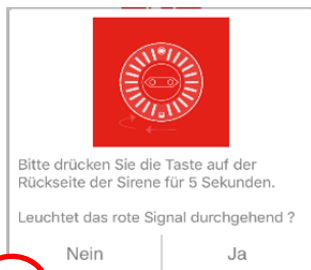 Bitte drücken Sie die Taste auf der
Rückseite der Sirene für 5 Sekunden.
Leuchtet das rote Signal durchgehend ?
Nein
Ja